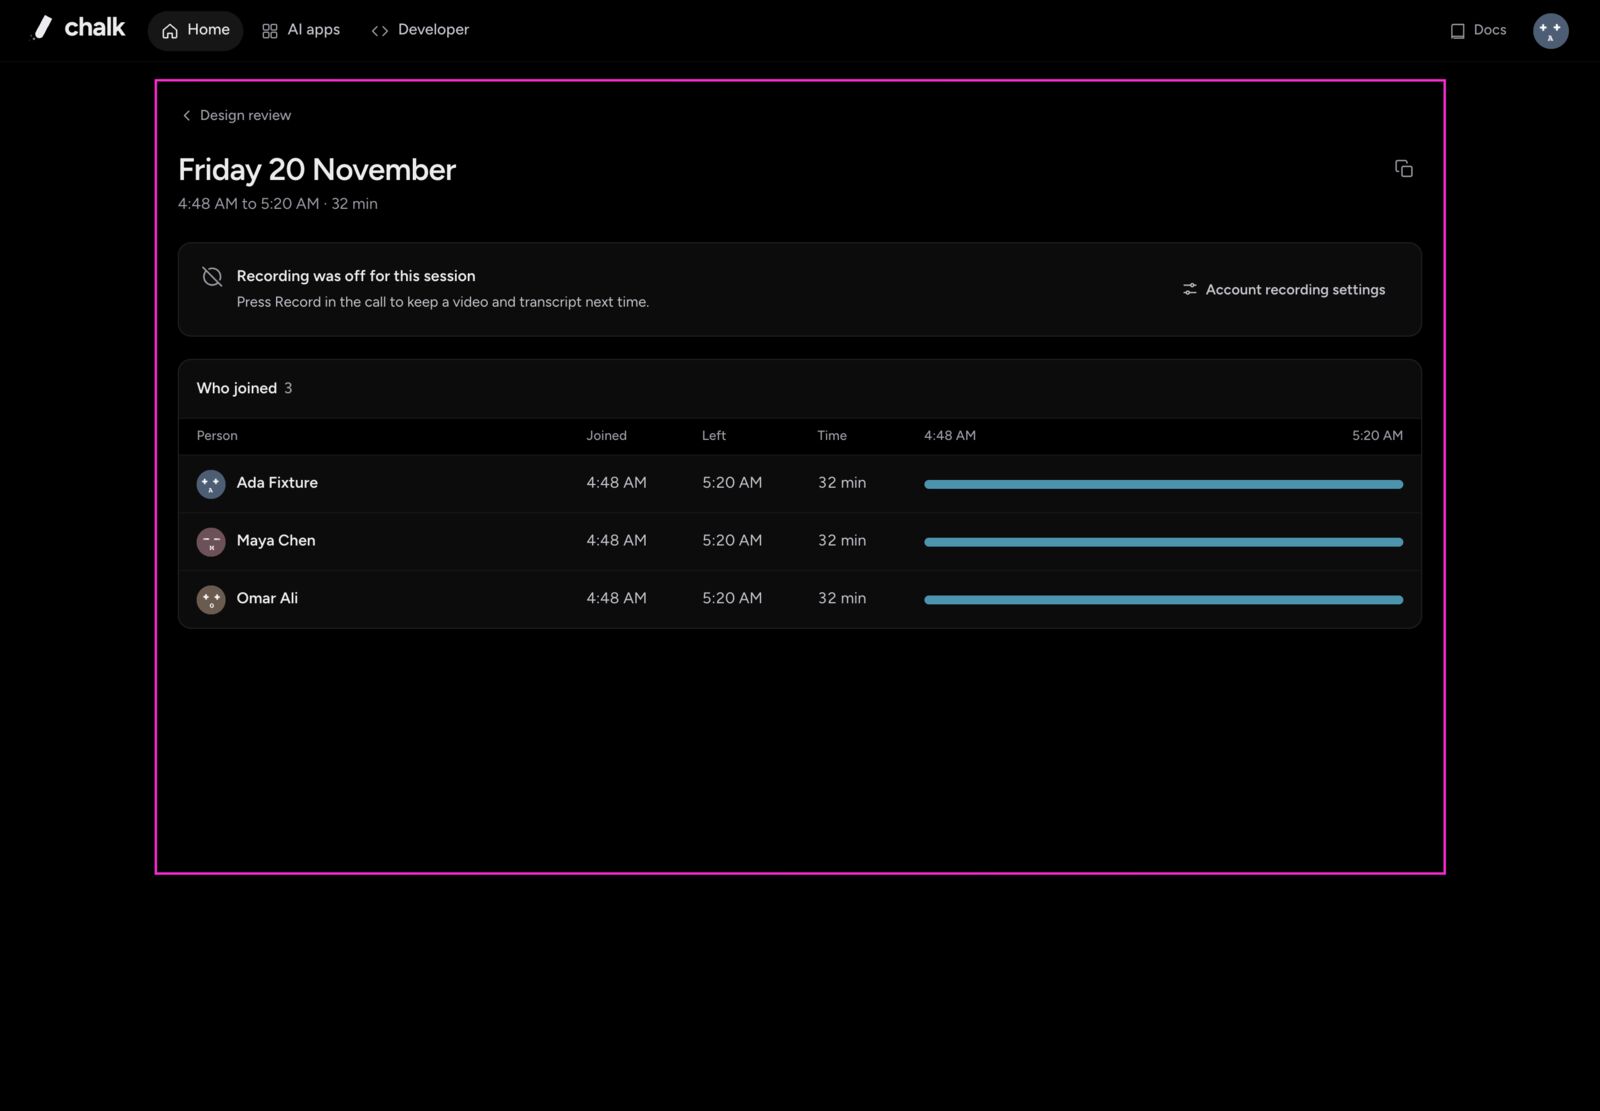 chalk Home AI apps Developer Docs
Design review
Friday 20 November
4:48 AM to 5:20 AM · 32 min
Recording was off for this session
Press Record in the call to keep a video and transcript next time.
Account recording settings
Who joined 3
Person Joined Left Time 4:48 AM 5:20 AM
A Ada Fixture 4:48 AM 5:20 AM 32 min
M Maya Chen 4:48 AM 5:20 AM 32 min
O Omar Ali 4:48 AM 5:20 AM 32 min